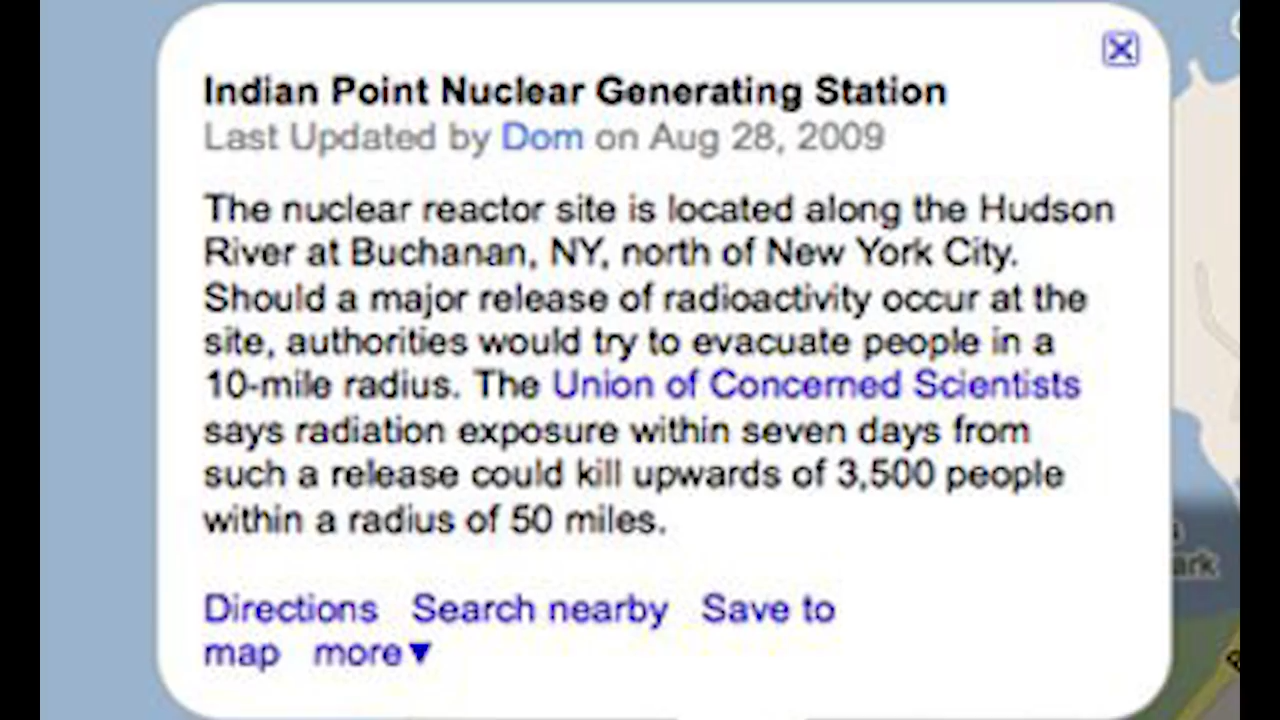 Indian Point Nuclear Generating Station
Last Updated by Dom on Aug 28, 2009
The nuclear reactor site is located along the Hudson
River at Buchanan, NY, north of New York City.
Should a major release of radioactivity occur at the
site, authorities would try to evacuate people in a
10-mile radius. The Union of Concerned Scientists
says radiation exposure within seven days from
such a release could kill upwards of 3,500 people
within a radius of 50 miles.
Directions Search nearby Save to
map more▼